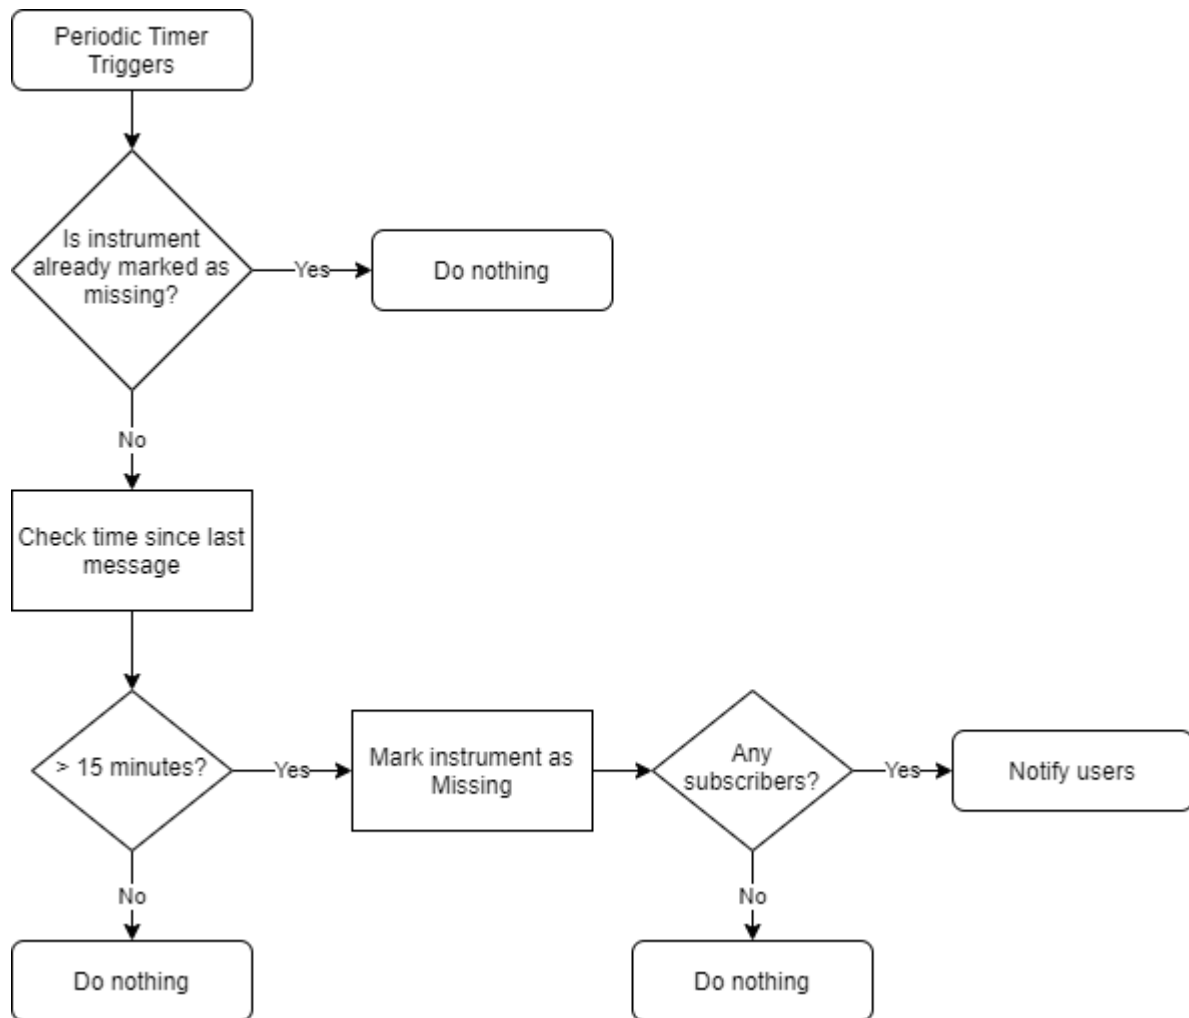 Periodic Timer
Triggers
Is instrument
already marked as
missing?
Yes
Do nothing
No
Check time since last
message
> 15 minutes?
Yes
Mark instrument as
Missing
Any
subscribers?
Yes
Notify users
No
Do nothing
No
Do nothing